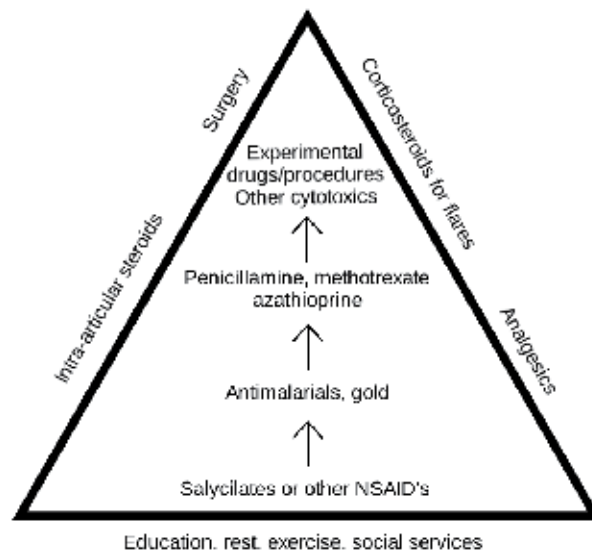 Surgery
Corticosteroids for flares
Experimental
drugs/procedures
Other cytotoxics
Intra-articular steroids
Penicillamine, methotrexate
azathioprine
Analgesics
Antimalarials, gold
Salycilates or other NSAID's
Education, rest, exercise, social services